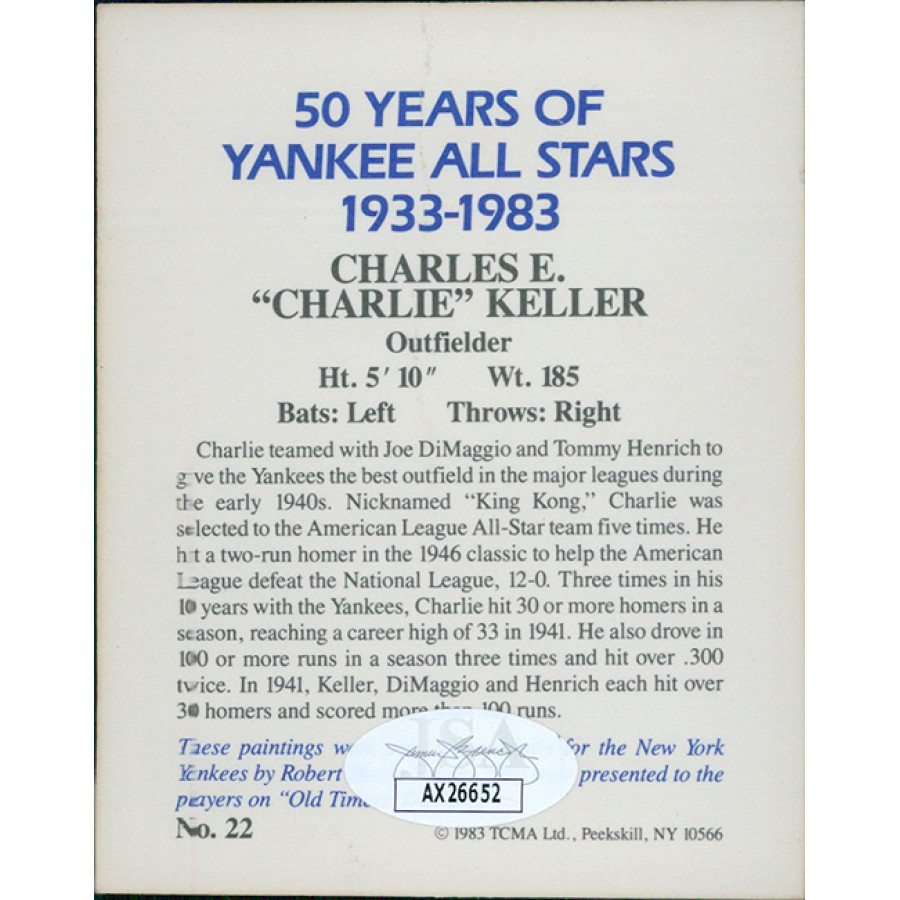 50 YEARS OF
YANKEE ALL STARS
1933-1983
CHARLES E.
“CHARLIE” KELLER
Outfielder
Ht. 5′ 10″ Wt. 185
Bats: Left Throws: Right
Charlie teamed with Joe DiMaggio and Tommy Henrich to
give the Yankees the best outfield in the major leagues during
the early 1940s. Nicknamed “King Kong,” Charlie was
selected to the American League All-Star team five times. He
hit a two-run homer in the 1946 classic to help the American
League defeat the National League, 12-0. Three times in his
10 years with the Yankees, Charlie hit 30 or more homers in a
season, reaching a career high of 33 in 1941. He also drove in
100 or more runs in a season three times and hit over .300
twice. In 1941, Keller, DiMaggio and Henrich each hit over
30 homers and scored more than 100 runs.
These paintings for the New York
Yankees by Robert presented to the
players on “Old
JSA
AX26652
No. 22 © 1983 TCMA Ltd., Peekskill, NY 10566